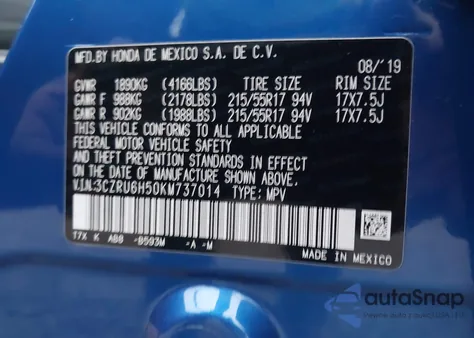 MFD.BY HONDA DE MEXICO S.A. DE C.V.
08/'19
GVWR 1890KG (4166LBS) TIRE SIZE RIM SIZE
GAWR F 988KG (2178LBS) 215/55R17 94V 17X7.5J
GAWR R 902KG (1988LBS) 215/55R17 94V 17X7.5J
THIS VEHICLE CONFORMS TO ALL APPLICABLE
FEDERAL MOTOR VEHICLE SAFETY
AND THEFT PREVENTION STANDARDS IN EFFECT
ON THE DATE OF MANUFACTURE SHOWN ABOVE.
V.I.N:3CZRU6H50KM737014 TYPE: MPV
T7X K AB8 -B593M -A -M
MADE IN MEXICO
autoSnap